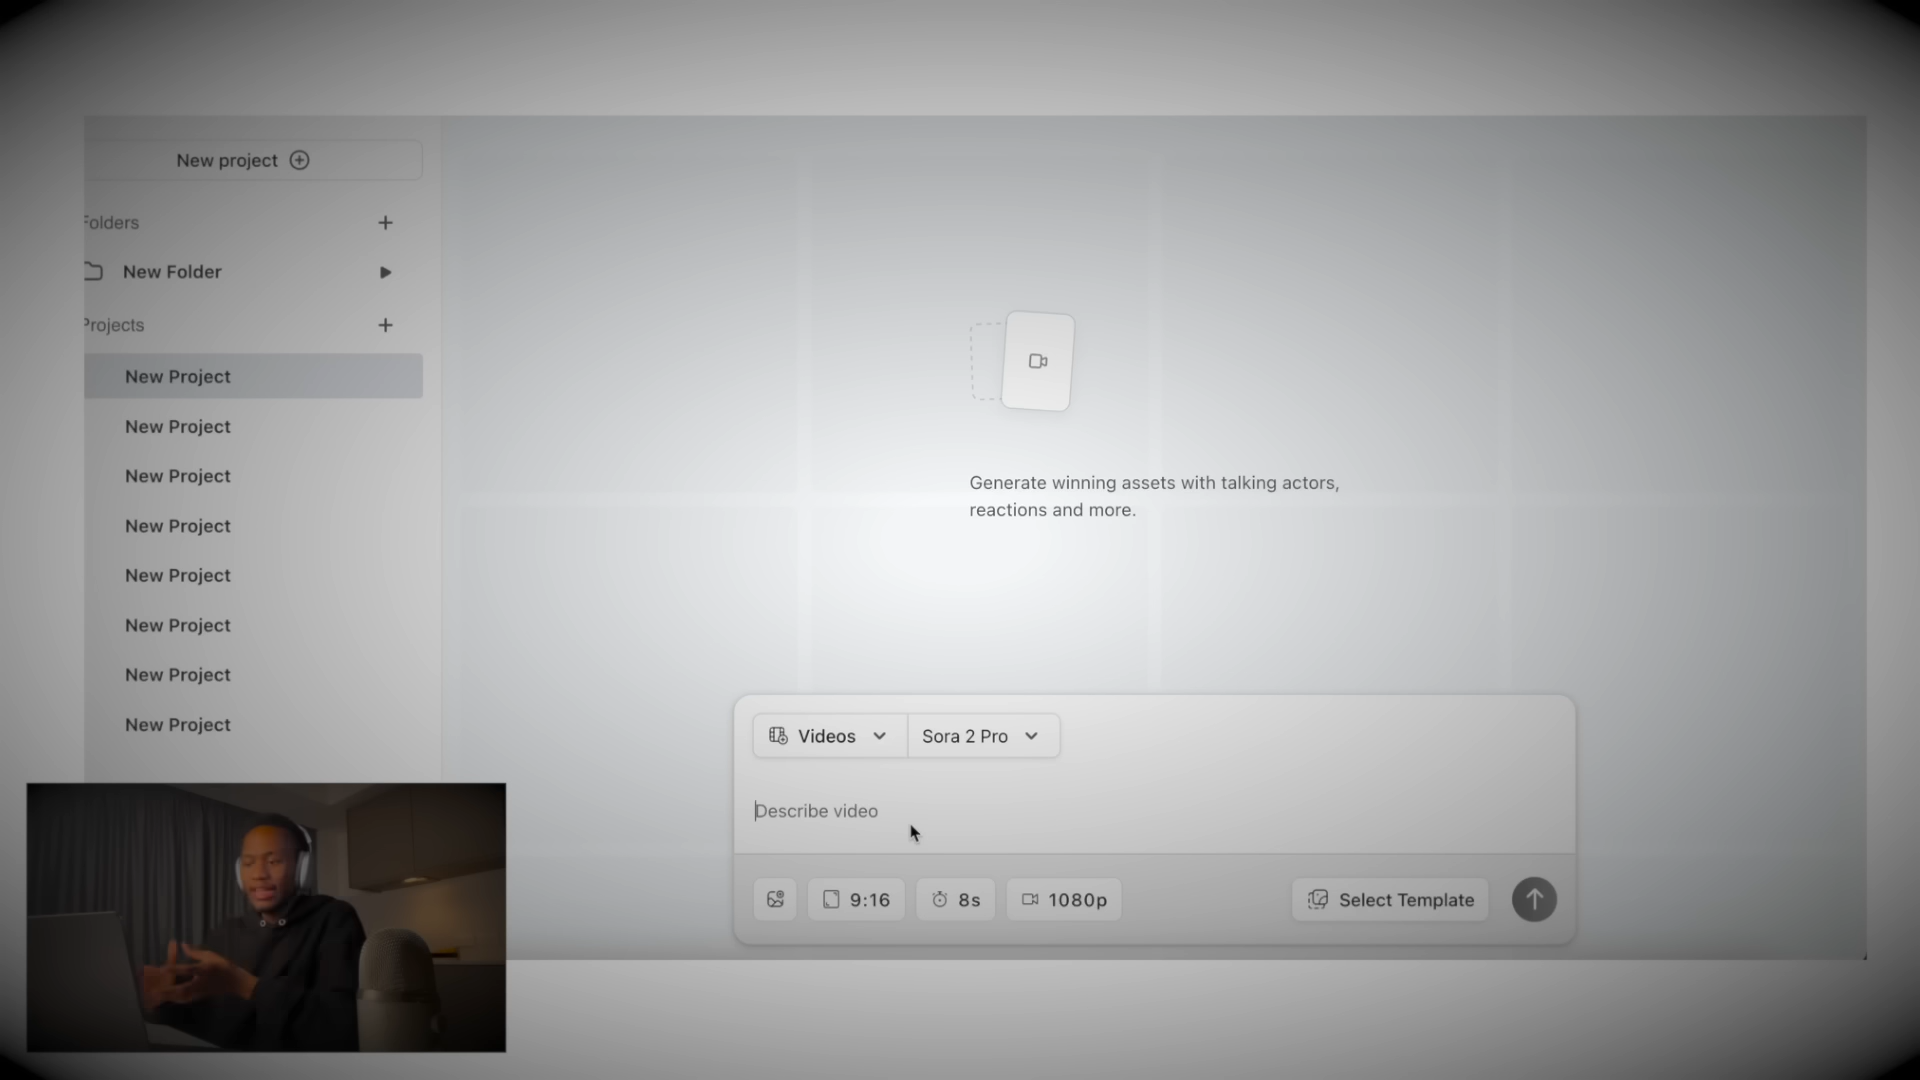 New project
Folders
New Folder
Projects
New Project
New Project
New Project
New Project
New Project
New Project
New Project
New Project
Generate winning assets with talking actors,
reactions and more.
Videos
Sora 2 Pro
Describe video
9:16
8s
1080p
Select Template